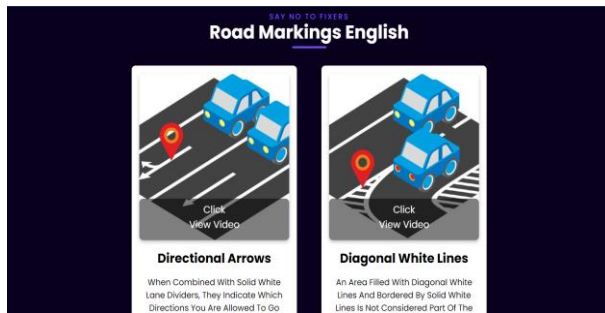 SAY NO TO FIXERS
Road Markings English
Click
View Video
Directional Arrows
When Combined With Solid White
Lane Dividers, They Indicate Which
Directions You Are Allowed To Go
Click
View Video
Diagonal White Lines
An Area Filled With Diagonal White
Lines And Bordered By Solid White
Lines Is Not Considered Part Of The